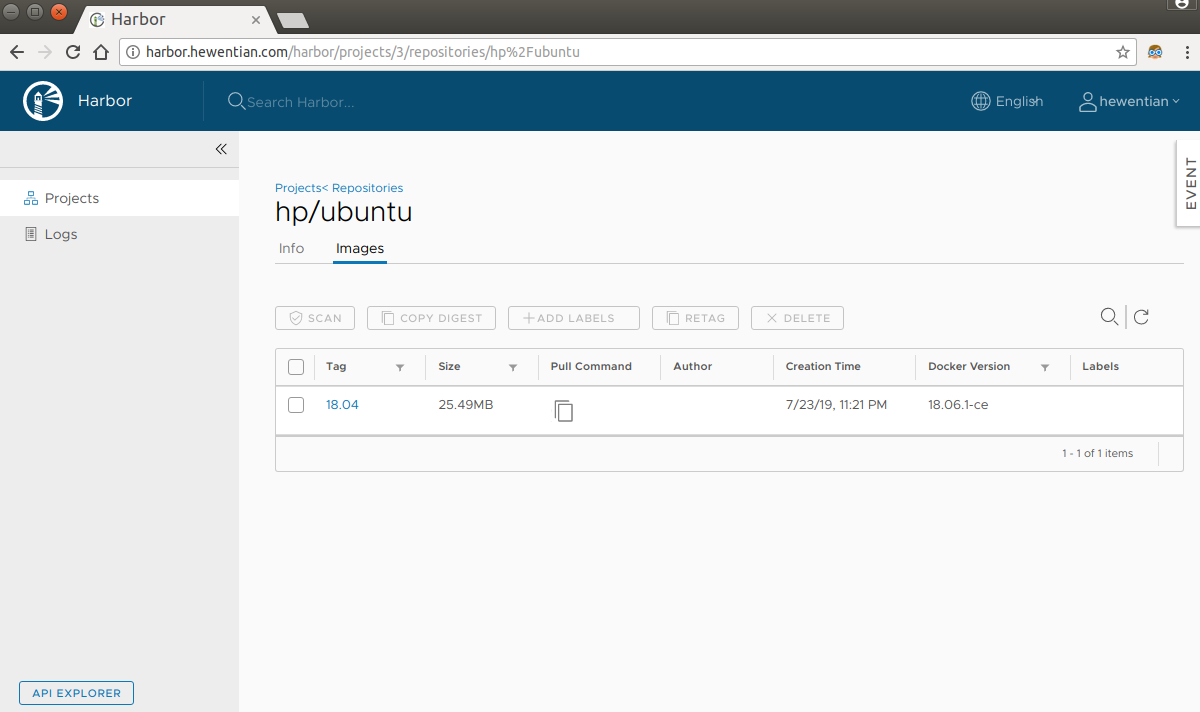 Harbor
harbor.hewentian.com/harbor/projects/3/repositories/hp%2Fubuntu
Harbor
Search Harbor...
English
hewentian
EVENT
Projects
Logs
Projects< Repositories
hp/ubuntu
Info Images
SCAN COPY DIGEST +ADD LABELS RETAG DELETE
Tag Size Pull Command Author Creation Time Docker Version Labels
18.04 25.49MB 7/23/19, 11:21 PM 18.06.1-ce
1 - 1 of 1 items
API EXPLORER